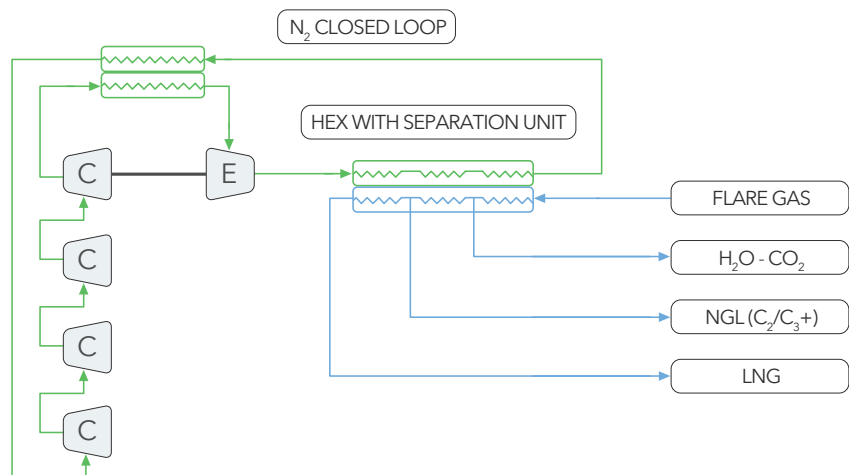 N₂ CLOSED LOOP
HEX WITH SEPARATION UNIT
C
E
FLARE GAS
C
H₂O - CO₂
NGL (C₂/C₃+)
C
LNG
C